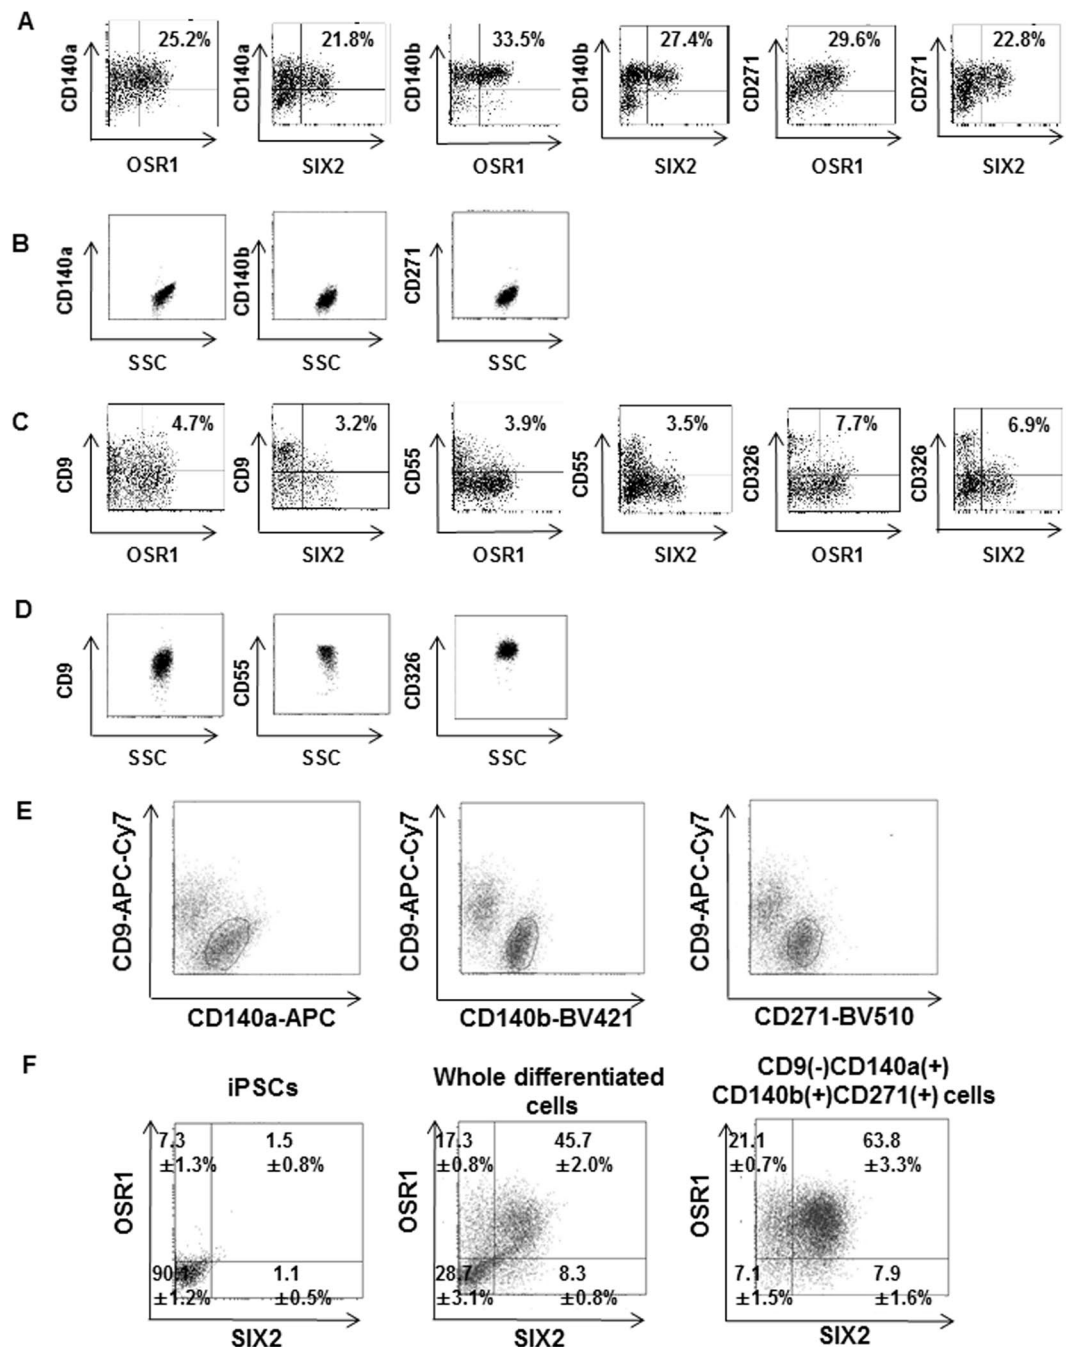 A
CD140a
25.2%
OSR1
CD140a
21.8%
SIX2
CD140b
33.5%
OSR1
CD140b
27.4%
SIX2
CD271
29.6%
OSR1
CD271
22.8%
SIX2
B
CD140a
SSC
CD140b
SSC
CD271
SSC
C
CD9
4.7%
OSR1
CD9
3.2%
SIX2
CD55
3.9%
OSR1
CD55
3.5%
SIX2
CD326
7.7%
OSR1
CD326
6.9%
SIX2
D
CD9
SSC
CD55
SSC
CD326
SSC
E
CD9-APC-Cy7
CD140a-APC
CD9-APC-Cy7
CD140b-BV421
CD9-APC-Cy7
CD271-BV510
F
iPSCs
OSR1
7.3
±1.3%
1.5
±0.8%
±1.2%
1.1
±0.5%
SIX2
Whole differentiated
cells
OSR1
17.3
±0.8%
45.7
±2.0%
28.7
±3.1%
8.3
±0.8%
SIX2
CD9(-)CD140a(+)
CD140b(+)CD271(+) cells
OSR1
21.1
±0.7%
63.8
±3.3%
7.1
±1.5%
7.9
±1.6%
SIX2